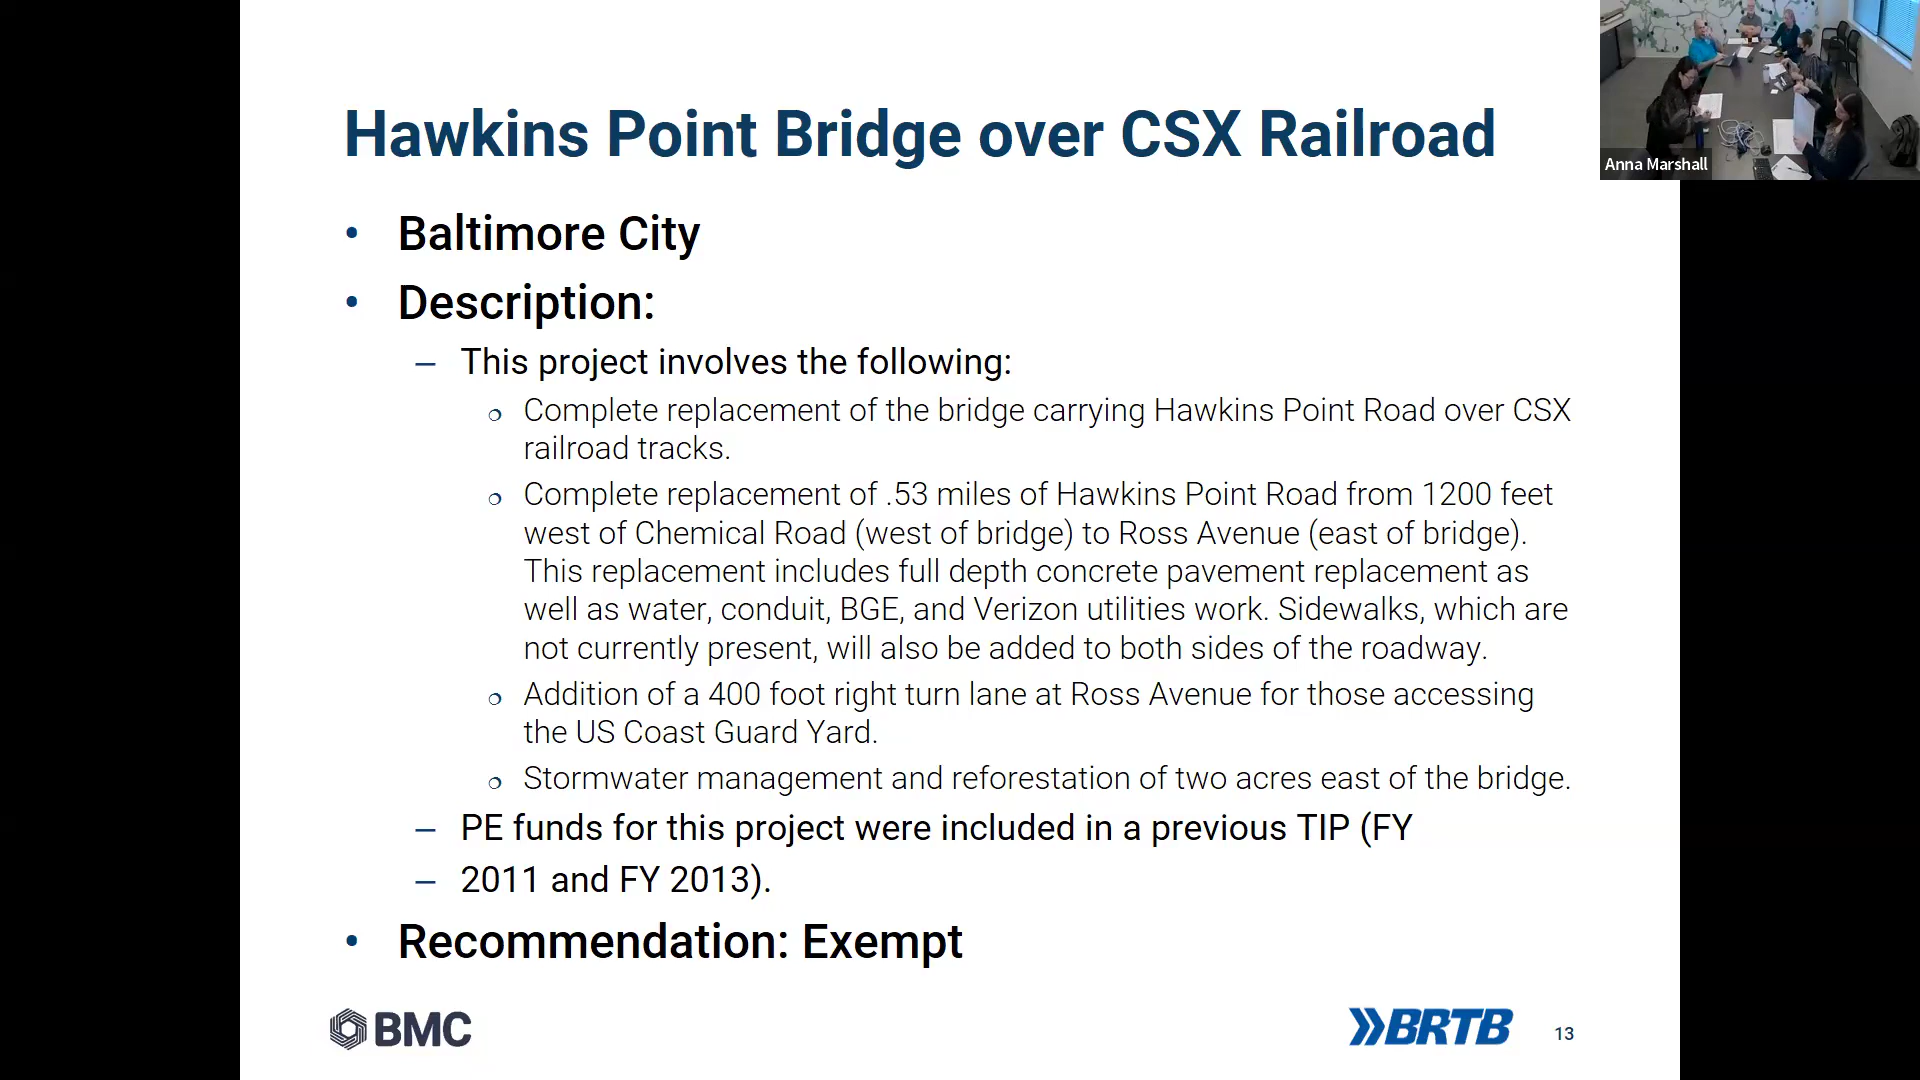 Hawkins Point Bridge over CSX Railroad
Anna Marshall
• Baltimore City
• Description:
– This project involves the following:
❍ Complete replacement of the bridge carrying Hawkins Point Road over CSX
railroad tracks.
❍ Complete replacement of .53 miles of Hawkins Point Road from 1200 feet
west of Chemical Road (west of bridge) to Ross Avenue (east of bridge).
This replacement includes full depth concrete pavement replacement as
well as water, conduit, BGE, and Verizon utilities work. Sidewalks, which are
not currently present, will also be added to both sides of the roadway.
❍ Addition of a 400 foot right turn lane at Ross Avenue for those accessing
the US Coast Guard Yard.
❍ Stormwater management and reforestation of two acres east of the bridge.
– PE funds for this project were included in a previous TIP (FY
– 2011 and FY 2013).
• Recommendation: Exempt
BMC
BRTB
13